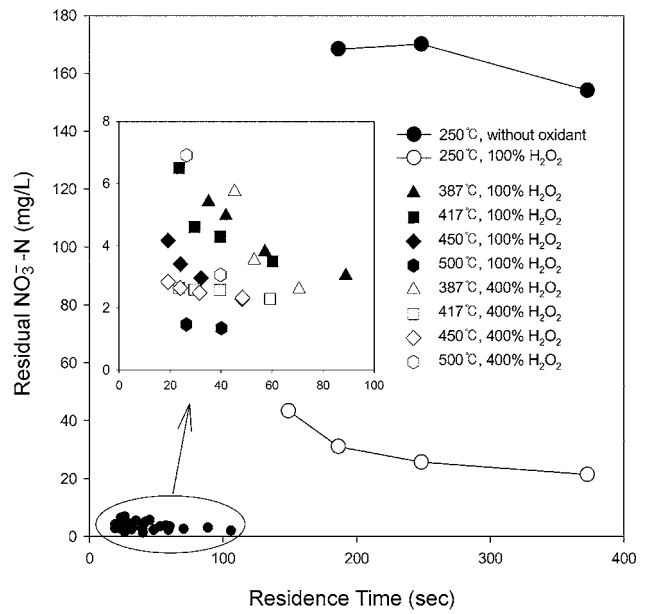 180
160
140
120
100
80
60
40
20
0
Residual NO₃⁻-N (mg/L)
8
6
4
2
0
0 20 40 60 80 100
250℃, without oxidant
250℃, 100% H₂O₂
387℃, 100% H₂O₂
417℃, 100% H₂O₂
450℃, 100% H₂O₂
500℃, 100% H₂O₂
387℃, 400% H₂O₂
417℃, 400% H₂O₂
450℃, 400% H₂O₂
500℃, 400% H₂O₂
0 100 200 300 400
Residence Time (sec)